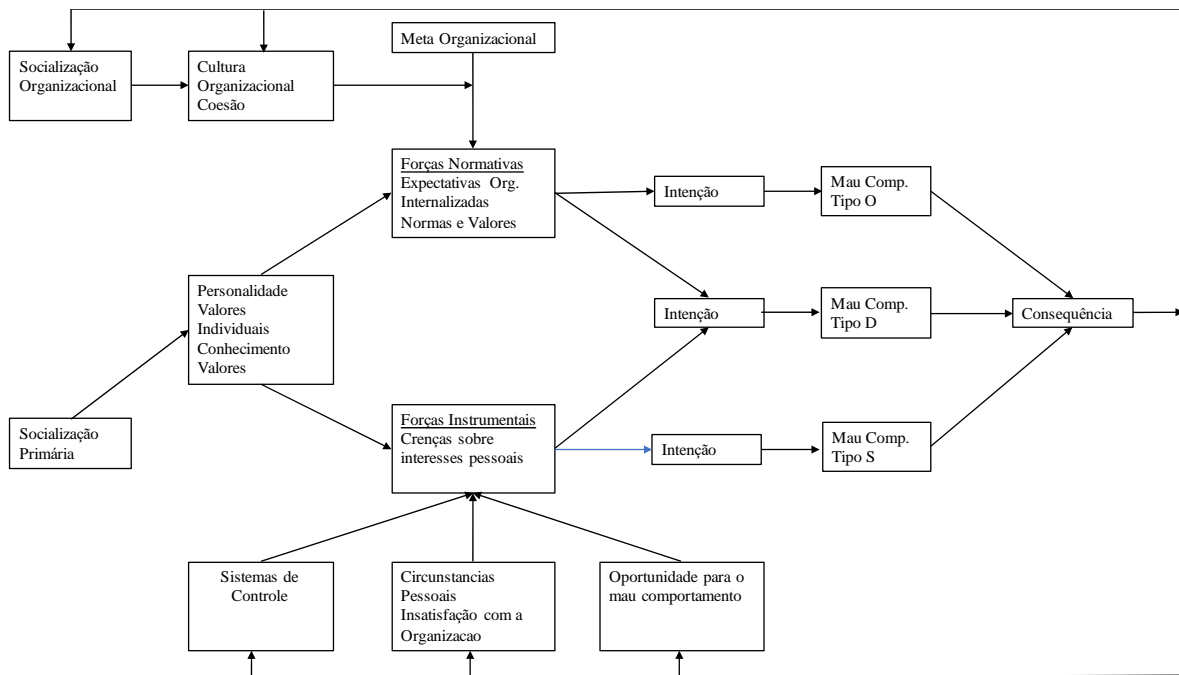 Meta Organizacional
Socialização
Organizacional
Cultura
Organizacional
Coesão
Forças Normativas
Expectativas Org.
Internalizadas
Normas e Valores
Intenção
Mau Comp.
Tipo O
Personalidade
Valores
Individuais
Conhecimento
Valores
Intenção
Mau Comp.
Tipo D
Consequência
Socialização
Primária
Forças Instrumentais
Crenças sobre
interesses pessoais
Intenção
Mau Comp.
Tipo S
Sistemas de
Controle
Circunstancias
Pessoais
Insatisfação com a
Organizacao
Oportunidade para o
mau comportamento